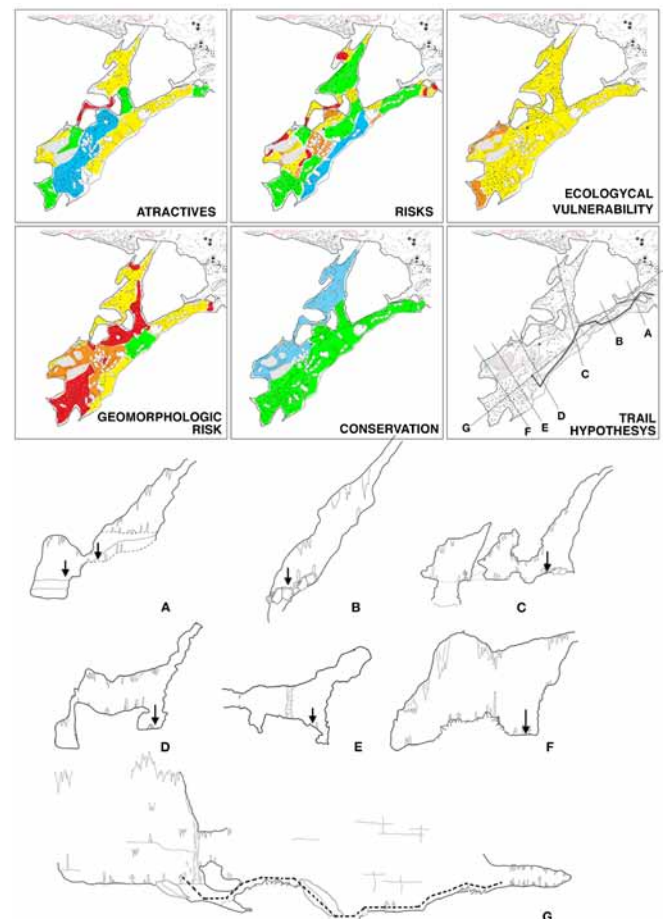 ATRACTIVES
RISKS
ECOLOGYCAL
VULNERABILITY
GEOMORPHOLOGIC
RISK
CONSERVATION
A
B
C
D
E
F
G
TRAIL
HYPOTHESYS
A
B
C
D
E
F
G